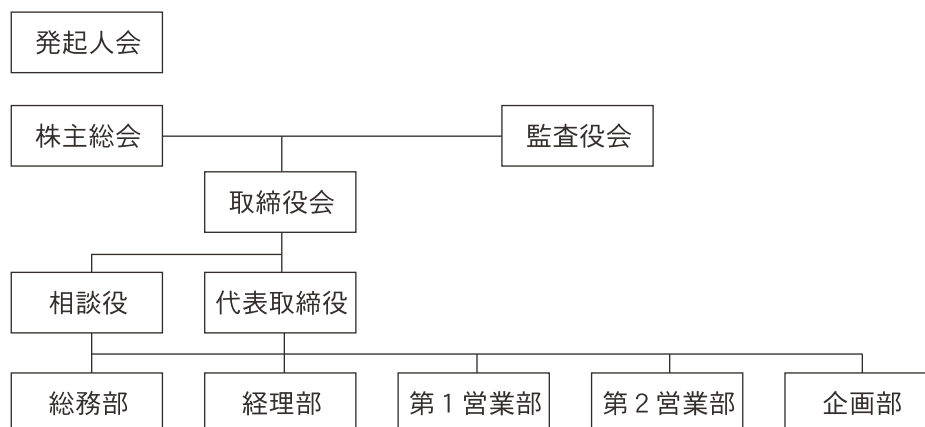 発起人会
株主総会
監査役会
取締役会
相談役
代表取締役
総務部
経理部
第１営業部
第２営業部
企画部